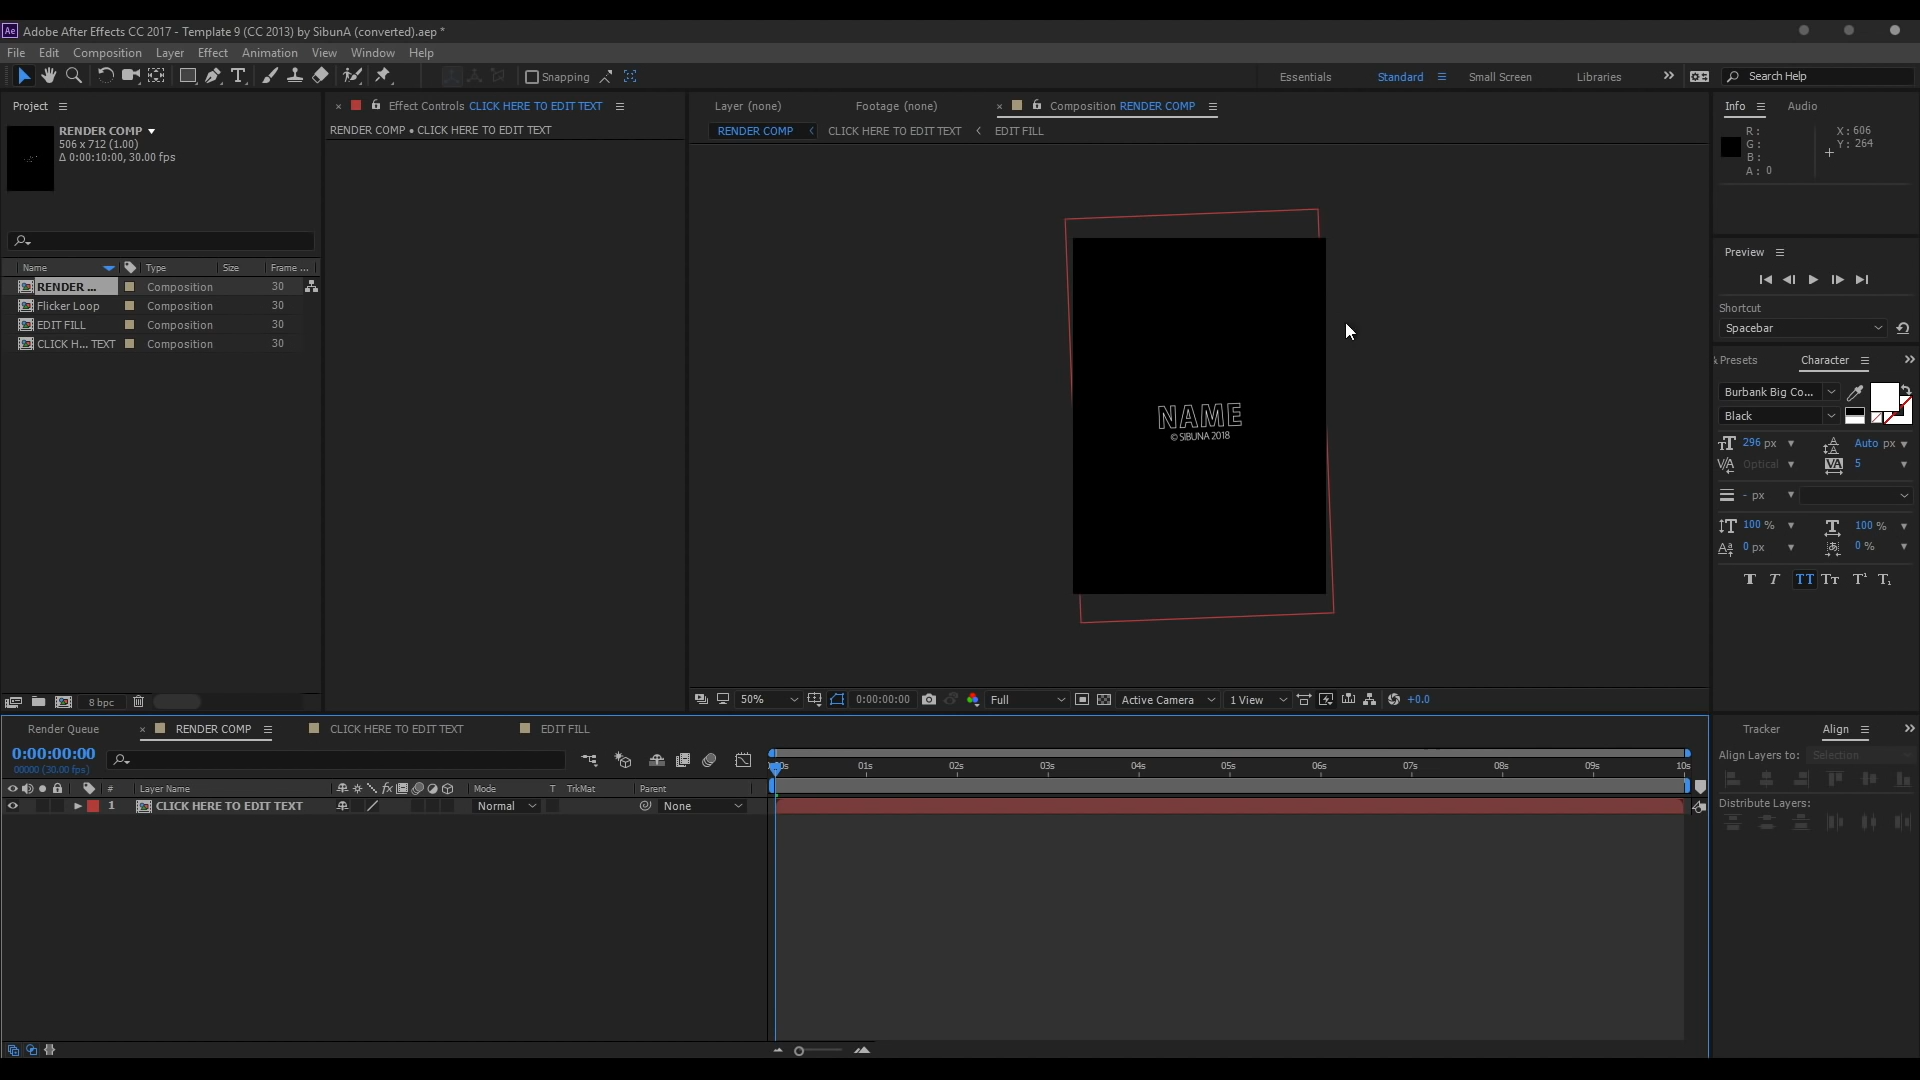 Ae Adobe After Effects CC 2017 - Template 9 (CC 2013) by SibunA (converted).aep *
File Edit Composition Layer Effect Animation View Window Help
Snapping
Essentials Standard Small Screen Libraries Search Help
Project
RENDER COMP
506 x 712 (1.00)
Δ 0:00:10:00, 30.00 fps
Name Type Size Frame ...
RENDER ... Composition 30
Flicker Loop Composition 30
EDIT FILL Composition 30
CLICK H... TEXT Composition 30
8 bpc
Effect Controls CLICK HERE TO EDIT TEXT
RENDER COMP • CLICK HERE TO EDIT TEXT
Layer (none) Footage (none) Composition RENDER COMP
RENDER COMP CLICK HERE TO EDIT TEXT EDIT FILL
NAME
© SIBUNA 2018
50% 0:00:00:00 Full Active Camera 1 View +0.0
Info Audio
R: X: 606
G: Y: 264
B:
A: 0
Preview
Shortcut
Spacebar
& Presets Character
Burbank Big Co...
Black
296 px Auto px
Optical 5
- px
100 % 100 %
0 px 0 %
Render Queue RENDER COMP CLICK HERE TO EDIT TEXT EDIT FILL
0:00:00:00
00000 (30.00 fps)
01s 02s 03s 04s 05s 06s 07s 08s 09s 10s
# Layer Name Mode T TrkMat Parent
1 CLICK HERE TO EDIT TEXT Normal None
Tracker Align
Align Layers to: Selection
Distribute Layers: